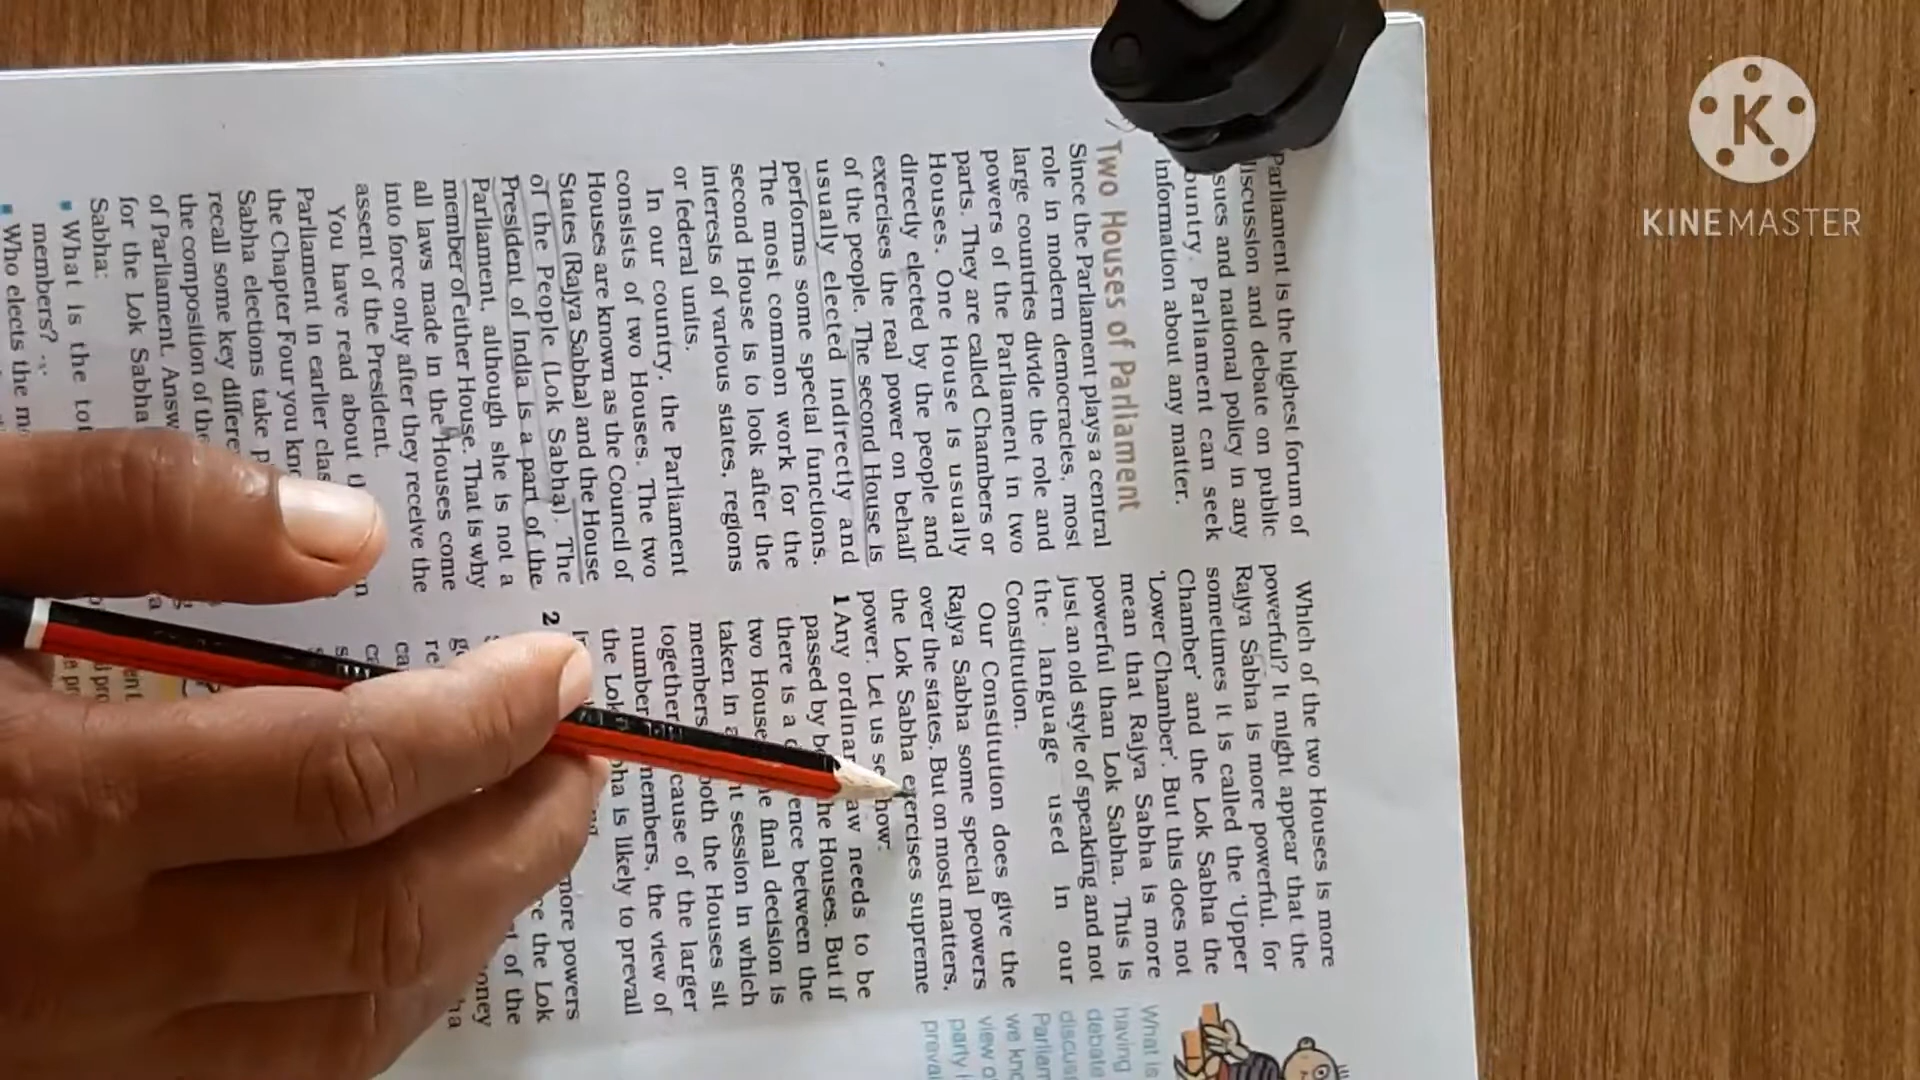 Parliament is the highest forum of
discussion and debate on public
issues and national policy in any
country. Parliament can seek
information about any matter.
Two Houses of Parliament
Since the Parliament plays a central
role in modern democracies, most
large countries divide the role and
powers of the Parliament in two
parts. They are called Chambers or
Houses. One House is usually
directly elected by the people and
exercises the real power on behalf
of the people. The second House is
usually elected indirectly and
performs some special functions.
The most common work for the
second House is to look after the
interests of various states, regions
or federal units.
In our country, the Parliament
consists of two Houses. The two
Houses are known as the Council of
States (Rajya Sabha) and the House
of the People (Lok Sabha). The
President of India is a part of the
Parliament, although she is not a
member of either House. That is why
all laws made in the Houses come
into force only after they receive the
assent of the President.
You have read about
Parliament in earlier
the Chapter Four you
Sabha elections take
recall some key
the composition of the
of Parliament.
for the Lok Sabha
Sabha:
▪ What is the
members?
▪ Who elects the
Which of the two Houses is more
powerful? It might appear that the
Rajya Sabha is more powerful, for
sometimes it is called the 'Upper
Chamber' and the Lok Sabha the
'Lower Chamber'. But this does not
mean that Rajya Sabha is more
powerful than Lok Sabha. This is
just an old style of speaking and not
the language used in our
Constitution.
Our Constitution does give the
Rajya Sabha some special powers
over the states. But on most matters,
the Lok Sabha exercises supreme
power. Let us see how:
1 Any ordinary law needs to be
passed by both the Houses. But if
there is a between the
two Houses, the final decision is
taken in a session in which
members both the Houses sit
together. cause of the larger
number members, the view of
the Lok Sabha is likely to prevail
2
more powers
the Lok
of the
money
What is
having
debate
we
view
party
KINEMASTER